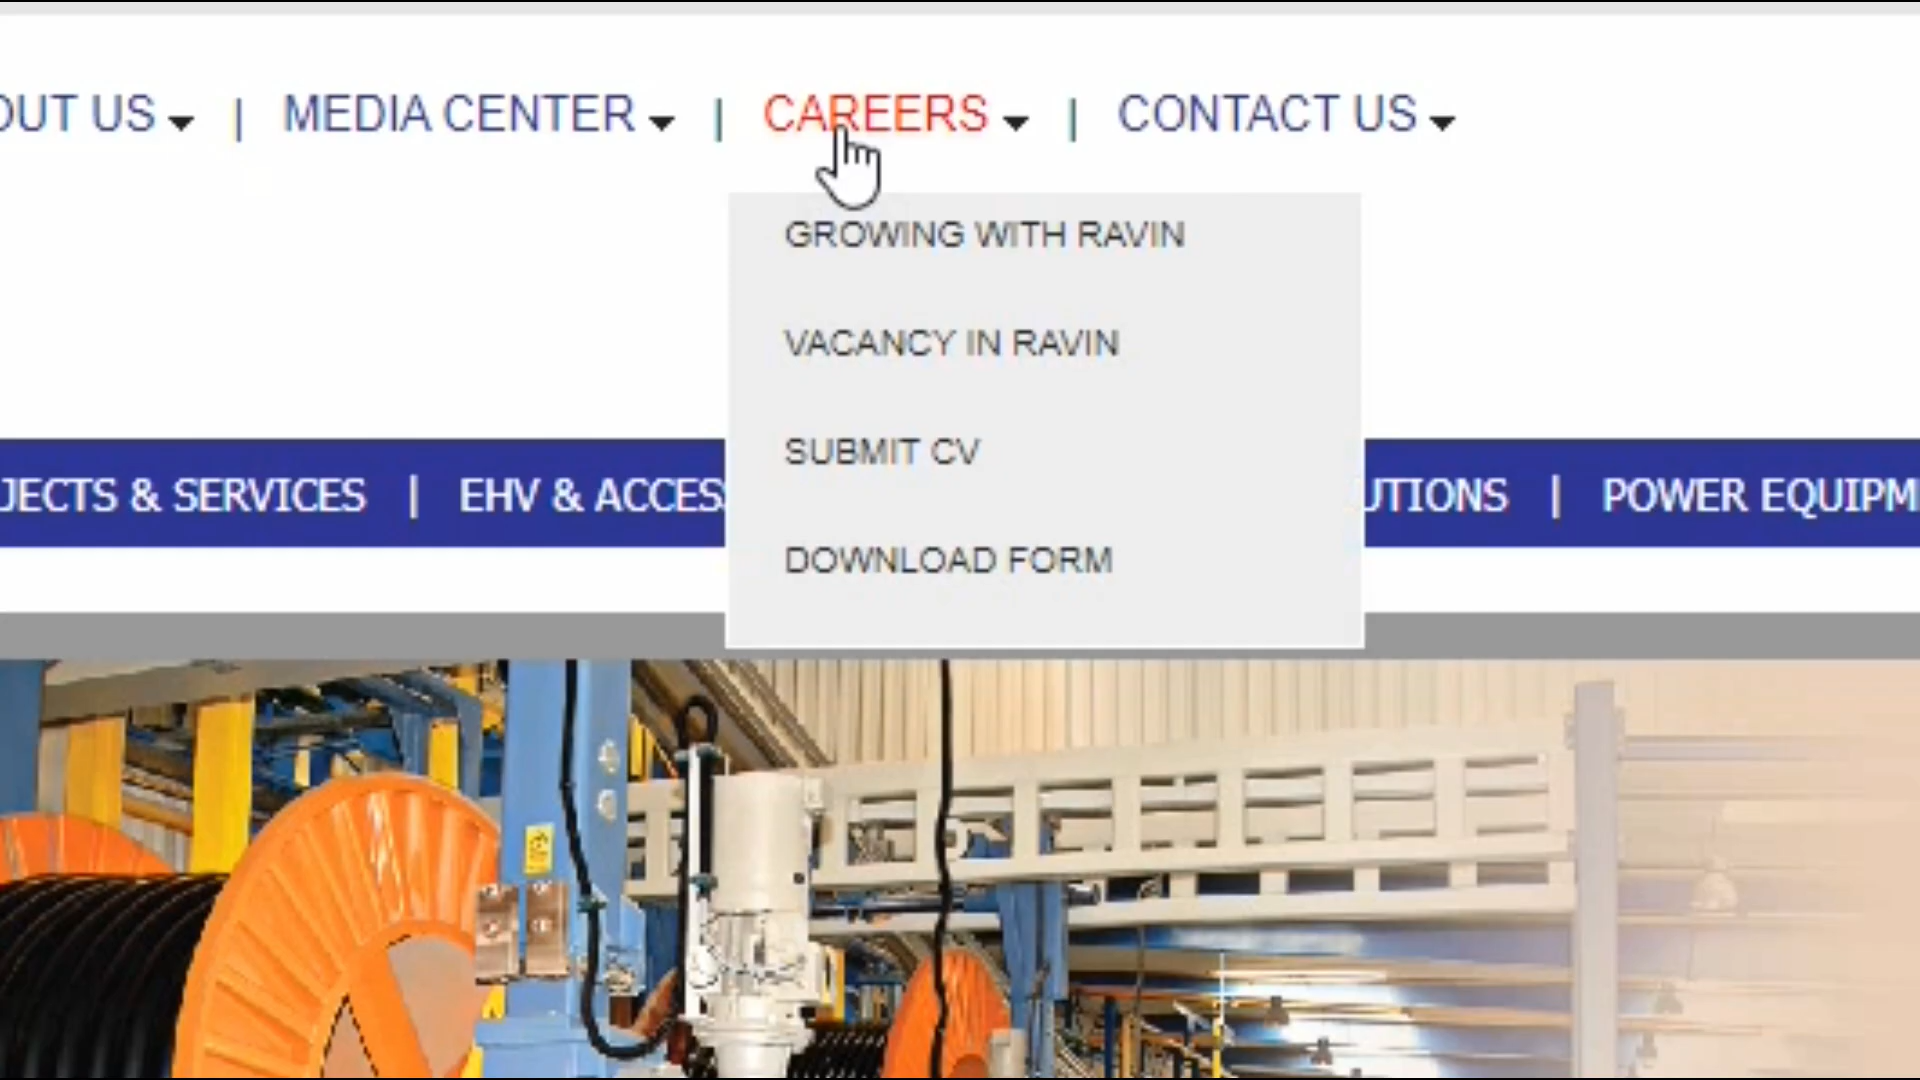 OUT US | MEDIA CENTER | CAREERS | CONTACT US
GROWING WITH RAVIN
VACANCY IN RAVIN
SUBMIT CV
JECTS & SERVICES | EHV & ACCES UTIONS | POWER EQUIPM
DOWNLOAD FORM